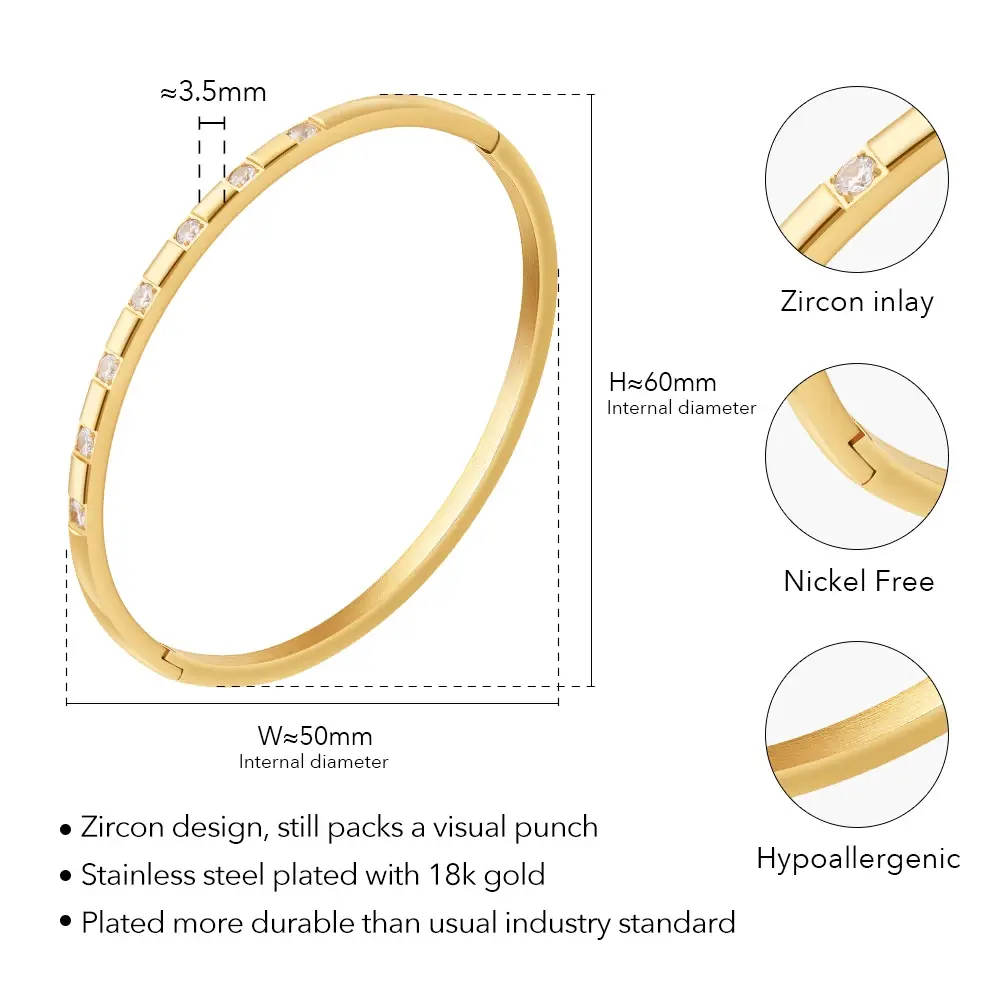 ≈3.5mm
Zircon inlay
H≈60mm
Internal diameter
Nickel Free
W≈50mm
Internal diameter
• Zircon design, still packs a visual punch
• Stainless steel plated with 18k gold
• Plated more durable than usual industry standard
Hypoallergenic